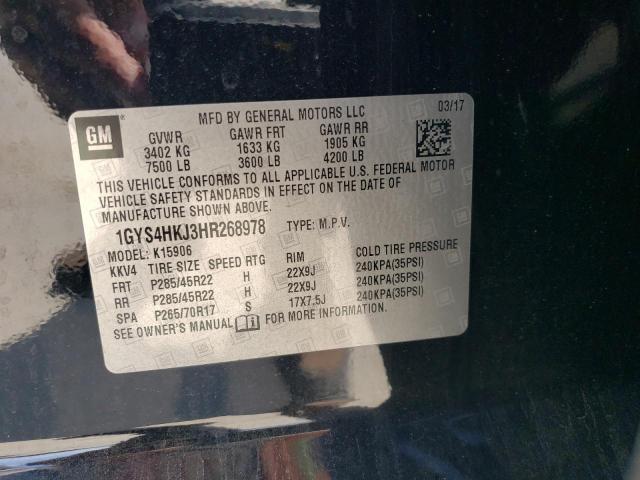 GM
MFD BY GENERAL MOTORS LLC
03/17
GVWR GAWR FRT GAWR RR
3402 KG 1633 KG 1905 KG
7500 LB 3600 LB 4200 LB
THIS VEHICLE CONFORMS TO ALL APPLICABLE U.S. FEDERAL MOTOR
VEHICLE SAFETY STANDARDS IN EFFECT ON THE DATE OF
MANUFACTURE SHOWN ABOVE.
1GYS4HKJ3HR268978 TYPE: M.P.V.
MODEL: K15906
KKV4 TIRE SIZE SPEED RTG RIM COLD TIRE PRESSURE
FRT P285/45R22 H 22X9J 240KPA(35PSI)
RR P285/45R22 H 22X9J 240KPA(35PSI)
SPA P265/70R17 S 17X7.5J 240KPA(35PSI)
SEE OWNER'S MANUAL FOR MORE INFORMATION.